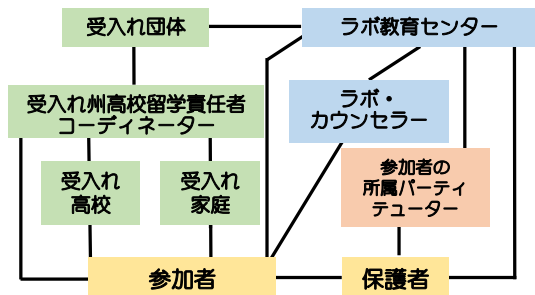 受入れ団体
ラボ教育センター
受入れ州高校留学責任者
コーディネーター
ラボ・
カウンセラー
受入れ
高校
受入れ
家庭
参加者の
所属パーティ
テューター
参加者
保護者